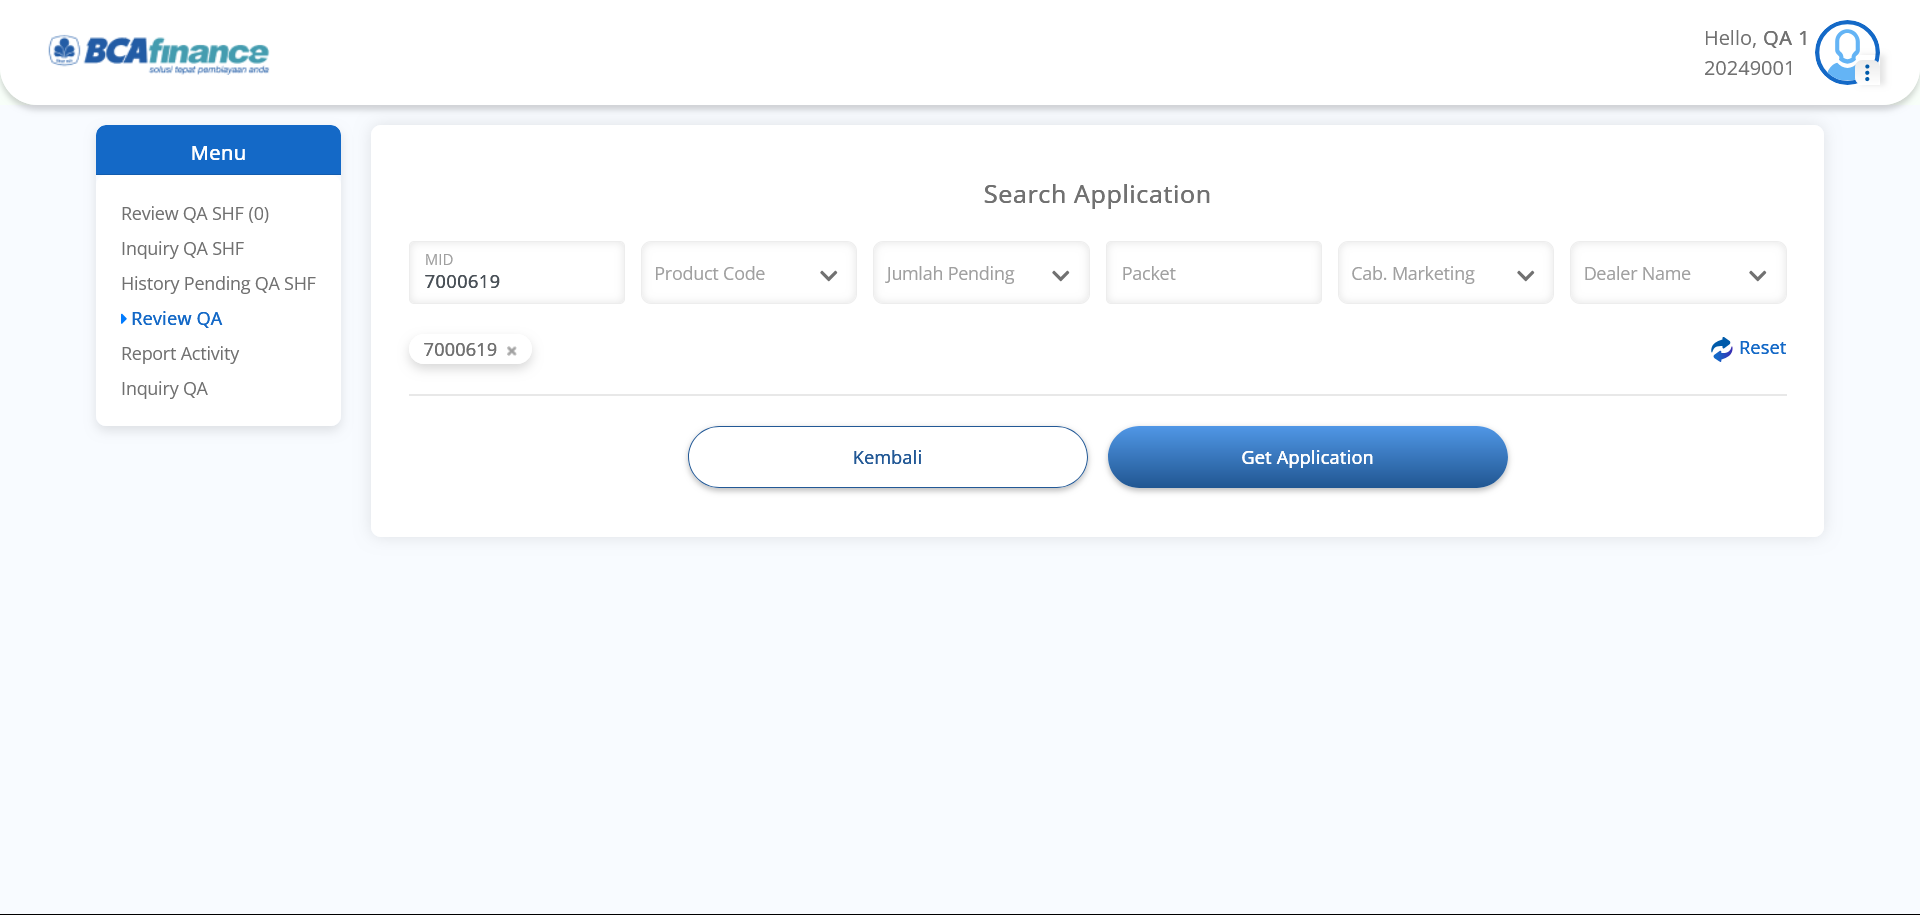 BCAfinance
solusi tepat pembiayaan anda
Hello, QA 1
20249001
Menu
Review QA SHF (0)
Inquiry QA SHF
History Pending QA SHF
Review QA
Report Activity
Inquiry QA
Search Application
MID
7000619
Product Code
Jumlah Pending
Packet
Cab. Marketing
Dealer Name
7000619
Reset
Kembali
Get Application